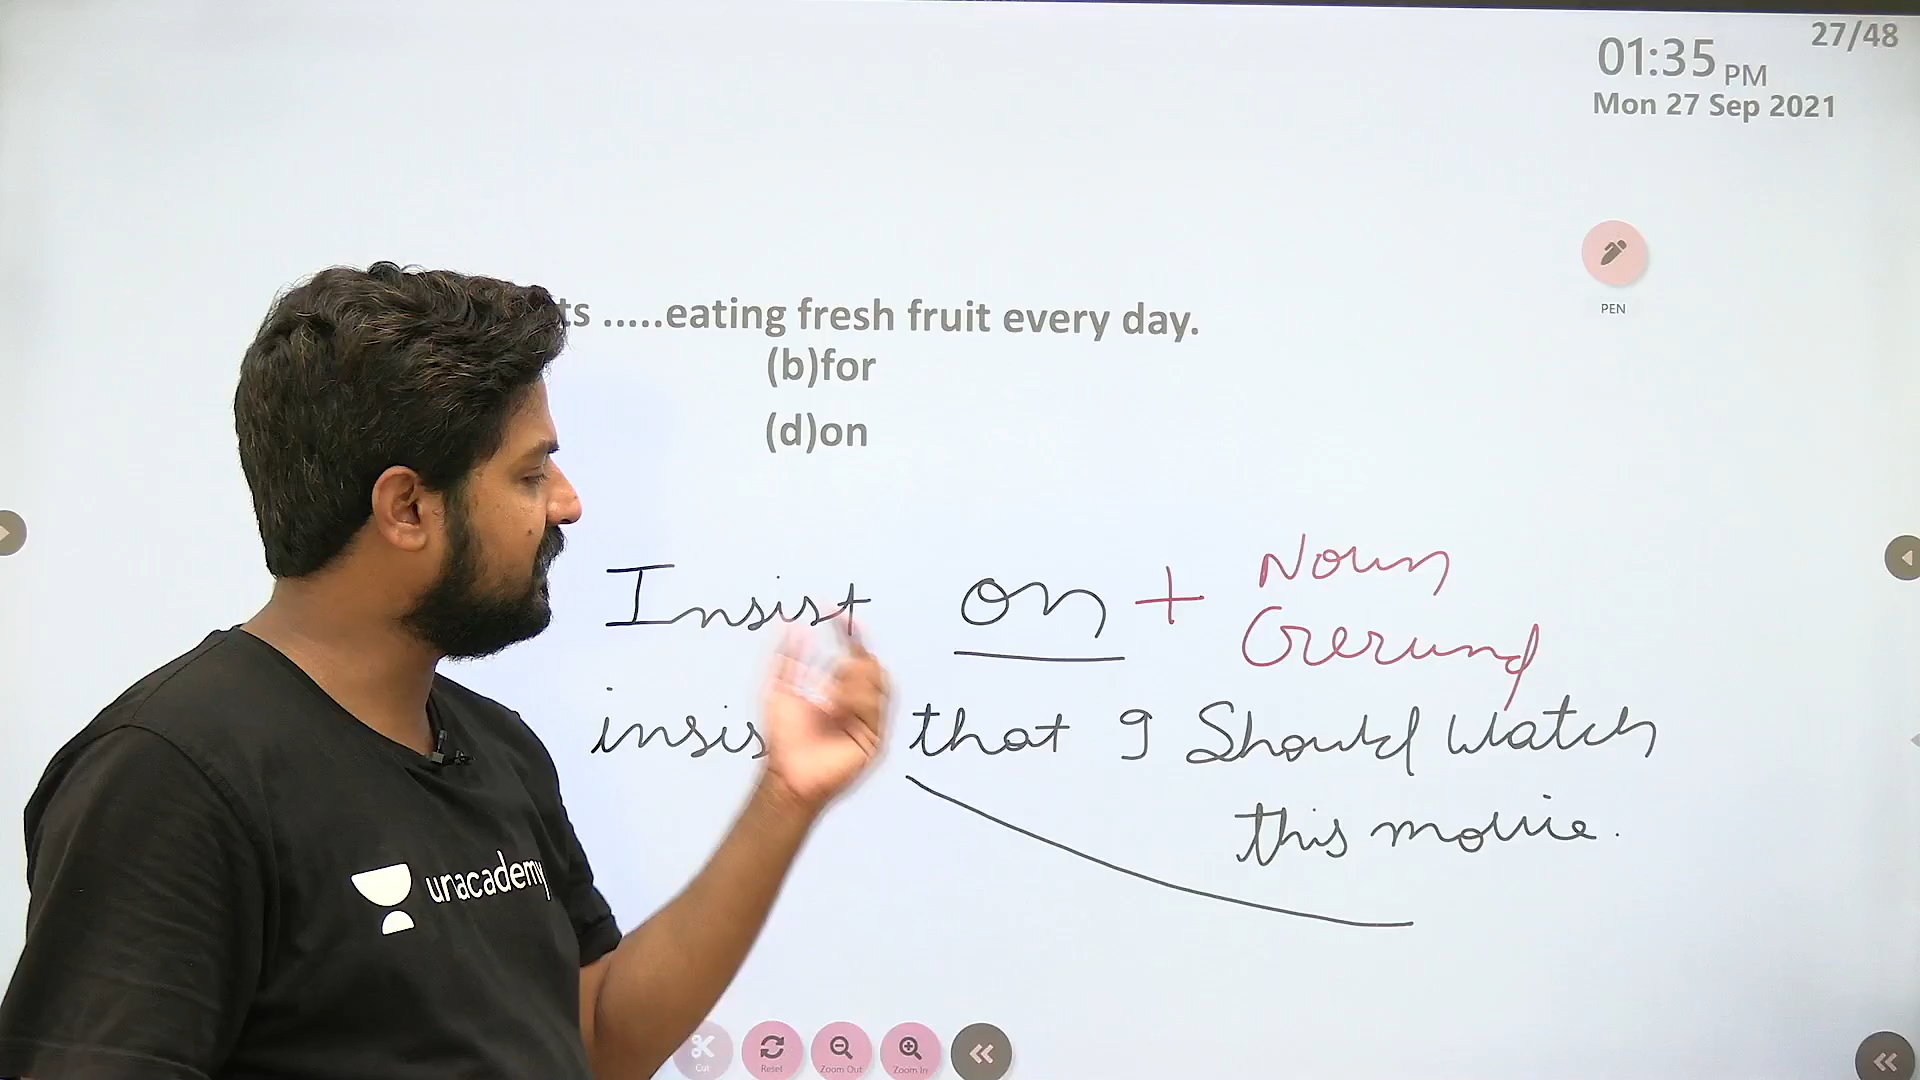 27/48
01:35 PM
Mon 27 Sep 2021
PEN
ts .....eating fresh fruit every day.
(b)for
(d)on
Insist on + Noun
Gerund
insis that I Should Watch
this movie.
unacademy
Cut Reset Zoom Out Zoom In